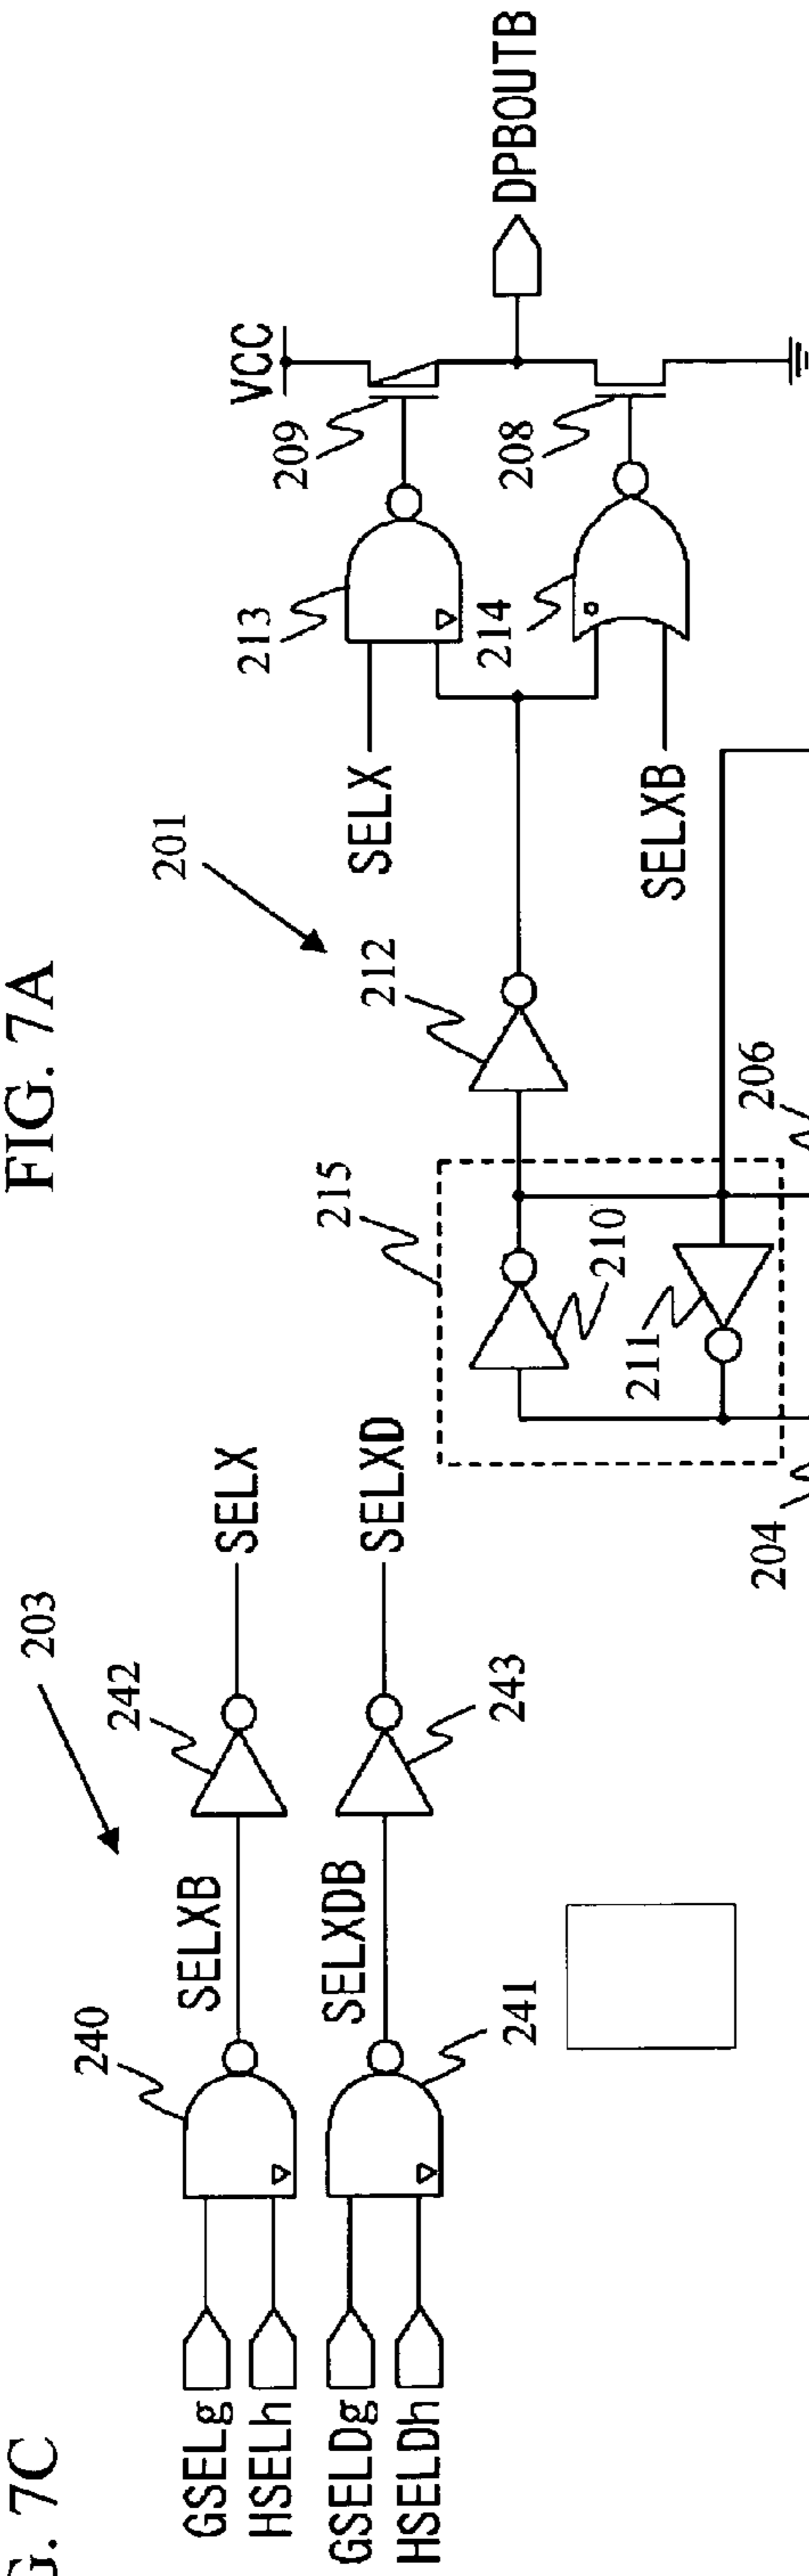 FIG. 7A
201
VCC
209
213
SELX
DPBOUTB
208
214
SELXB
212
215
210
211
206
204
G. 7C
203
240
SELXB
242
SELX
GSELg
HSELh
GSELDg
HSELDh
241
SELXDB
243
SELXD